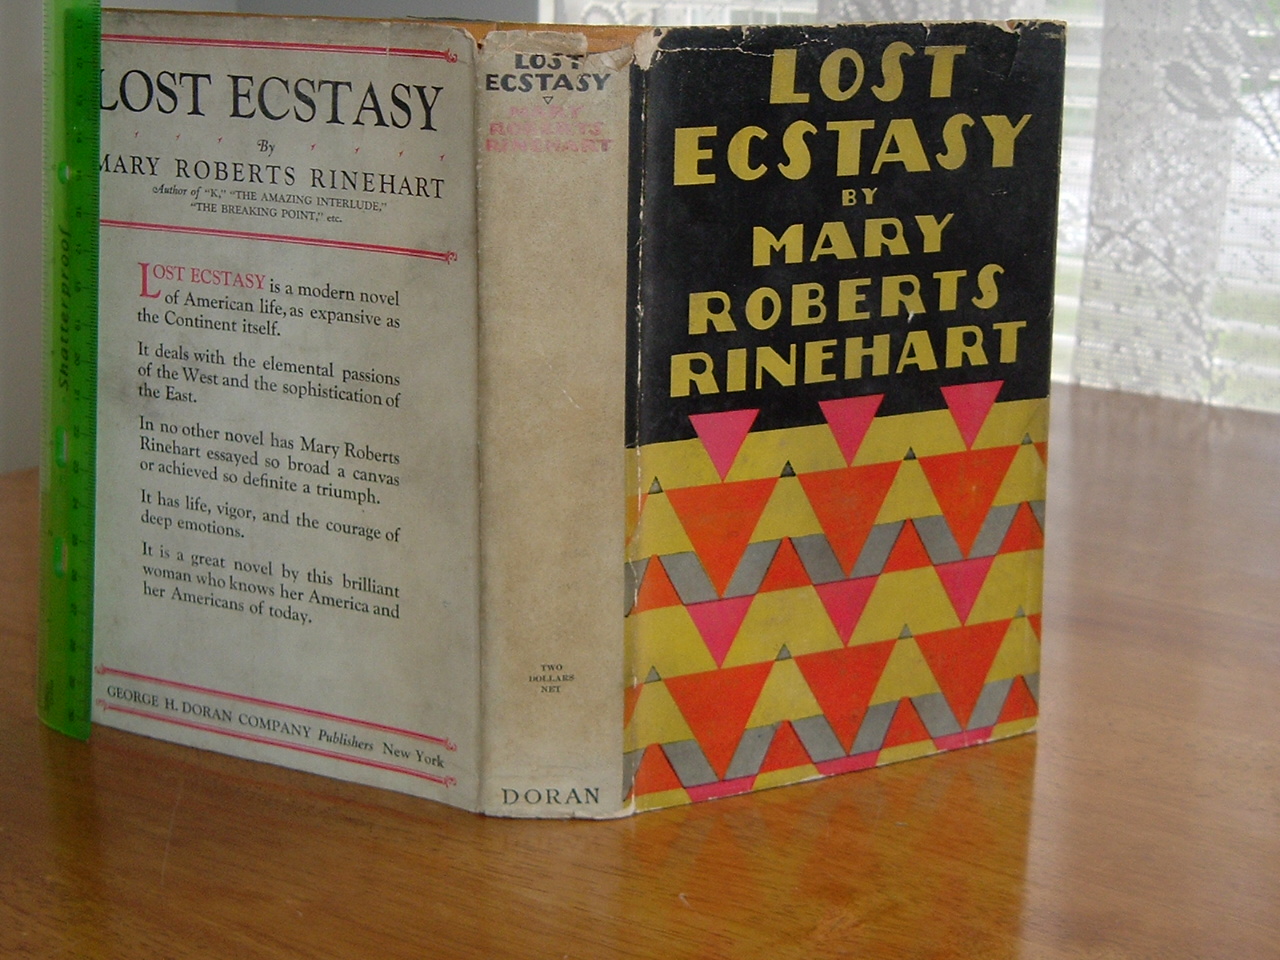 LOST ECSTASY
By
MARY ROBERTS RINEHART
Author of "K," "THE AMAZING INTERLUDE,"
"THE BREAKING POINT," etc.
LOST ECSTASY is a modern novel
of American life, as expansive as
the Continent itself.
It deals with the elemental passions
of the West and the sophistication of
the East.
In no other novel has Mary Roberts
Rinehart essayed so broad a canvas
or achieved so definite a triumph.
It has life, vigor, and the courage of
deep emotions.
It is a great novel by this brilliant
woman who knows her America and
her Americans of today.
GEORGE H. DORAN COMPANY Publishers New York
Shatterproof
LOST
ECSTASY
MARY
ROBERTS
RINEHART
TWO
DOLLARS
NET
DORAN
LOST
ECSTASY
BY
MARY
ROBERTS
RINEHART